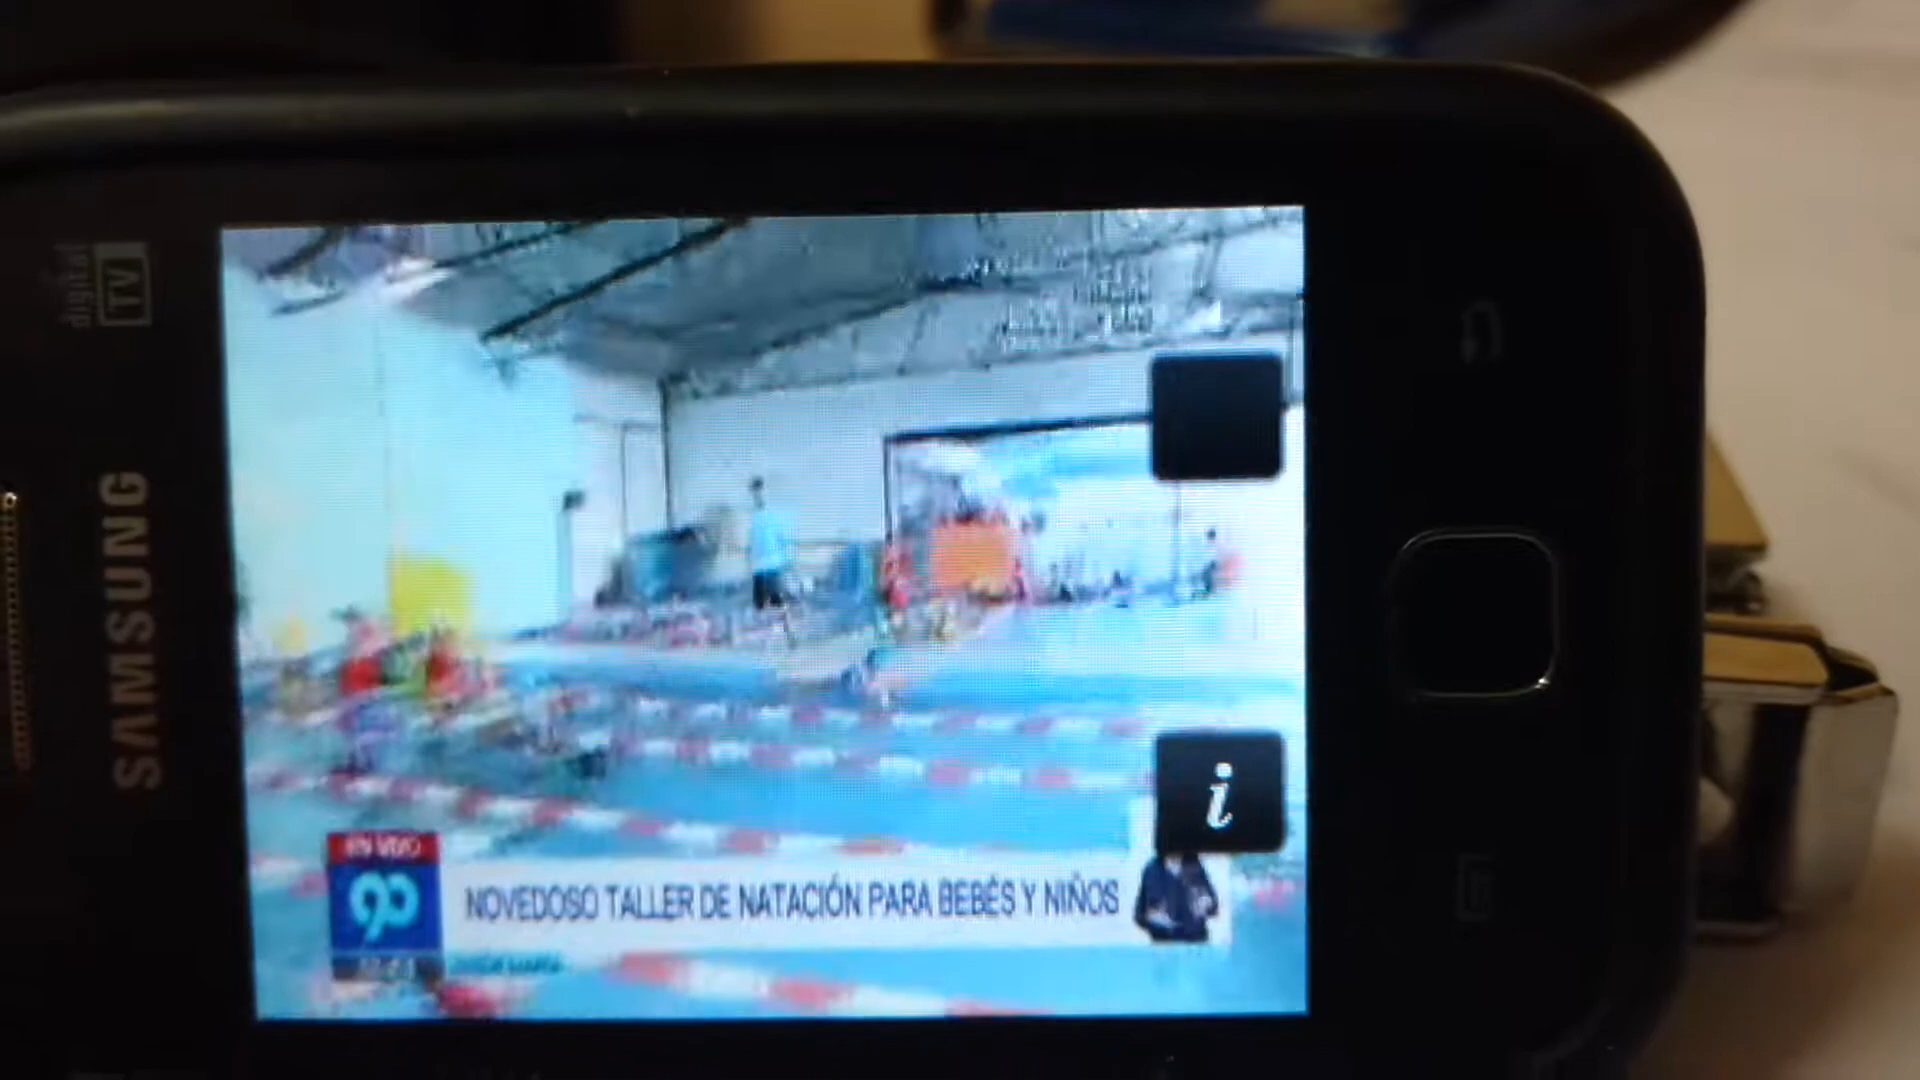 digital
TV
SAMSUNG
i
EN VIVO
90
NOVEDOSO TALLER DE NATACIÓN PARA BEBÉS Y NIÑOS